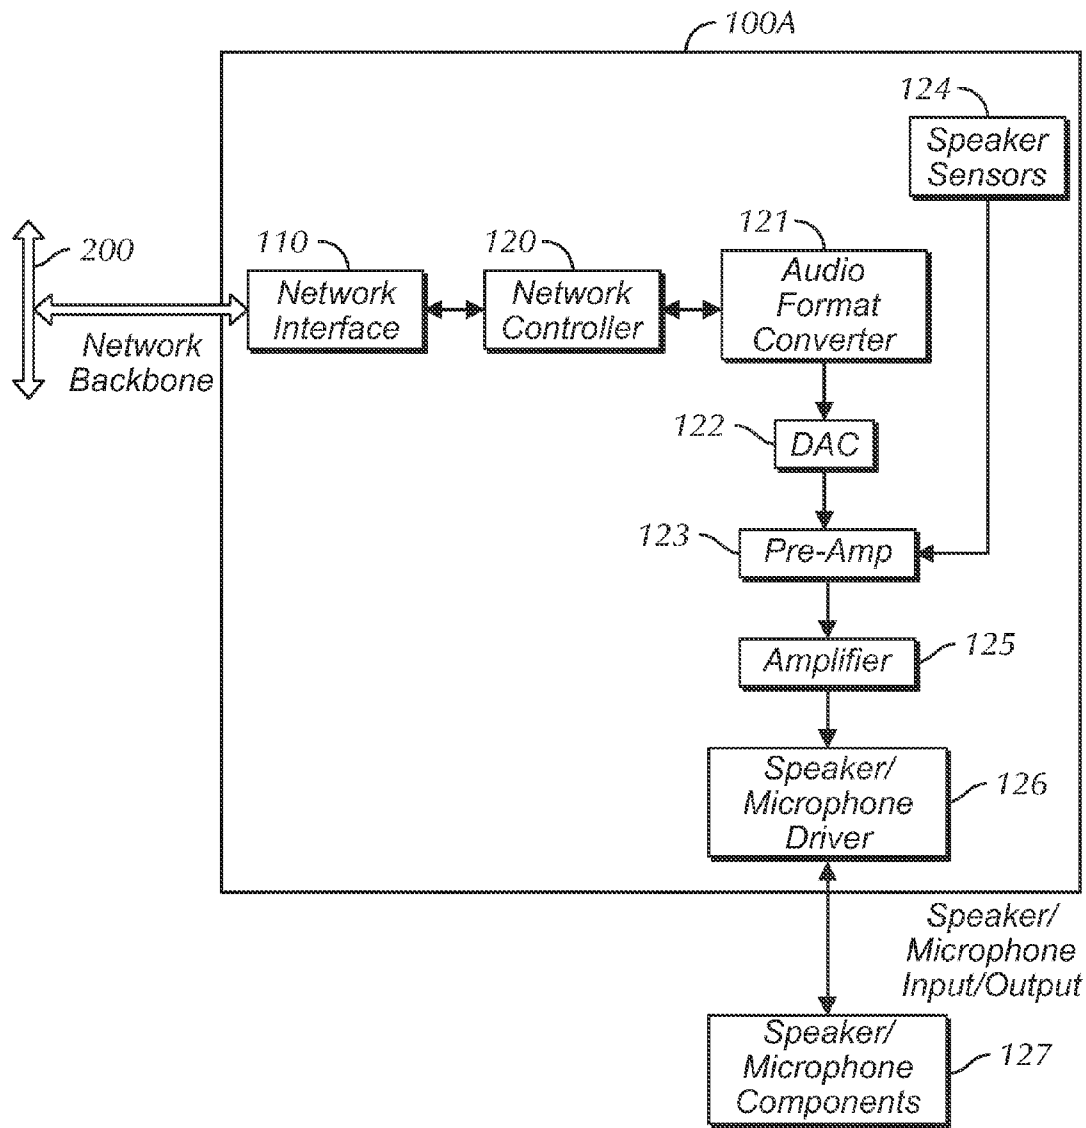 100A
124
Speaker
Sensors
200
110
120
121
Network
Interface
Network
Controller
Audio
Format
Converter
Network
Backbone
122
DAC
123
Pre-Amp
Amplifier
125
Speaker/
Microphone
Driver
126
Speaker/
Microphone
Input/Output
Speaker/
Microphone
Components
127